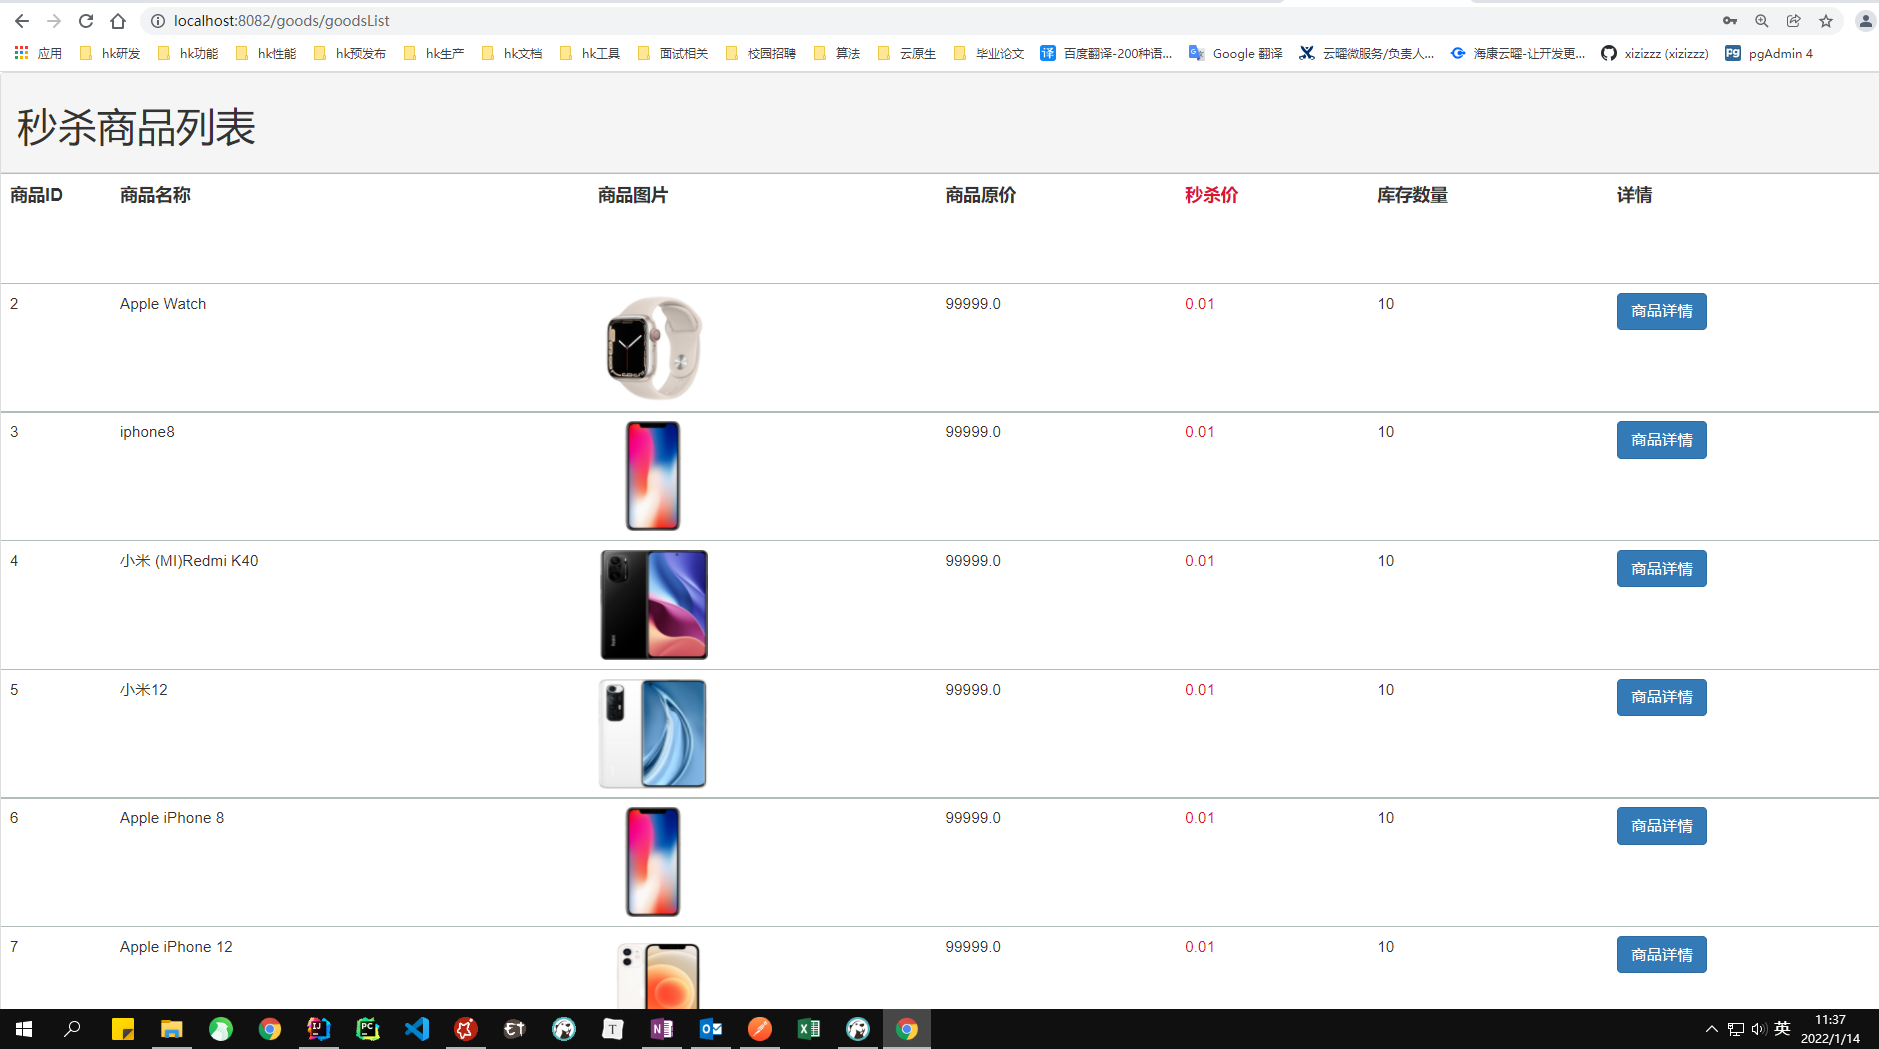 localhost:8082/goods/goodsList
应用 hk研发 hk功能 hk性能 hk预发布 hk生产 hk文档 hk工具 面试相关 校园招聘 算法 云原生 毕业论文 译 百度翻译-200种语... Google 翻译 云曜微服务/负责人... 海康云曜-让开发更... xizizzz (xizizzz) pgAdmin 4
秒杀商品列表
商品ID 商品名称 商品图片 商品原价 秒杀价 库存数量 详情
2 Apple Watch 99999.0 0.01 10 商品详情
3 iphone8 99999.0 0.01 10 商品详情
4 小米 (MI)Redmi K40 99999.0 0.01 10 商品详情
5 小米12 99999.0 0.01 10 商品详情
6 Apple iPhone 8 99999.0 0.01 10 商品详情
7 Apple iPhone 12 99999.0 0.01 10 商品详情
英 11:37
2022/1/14